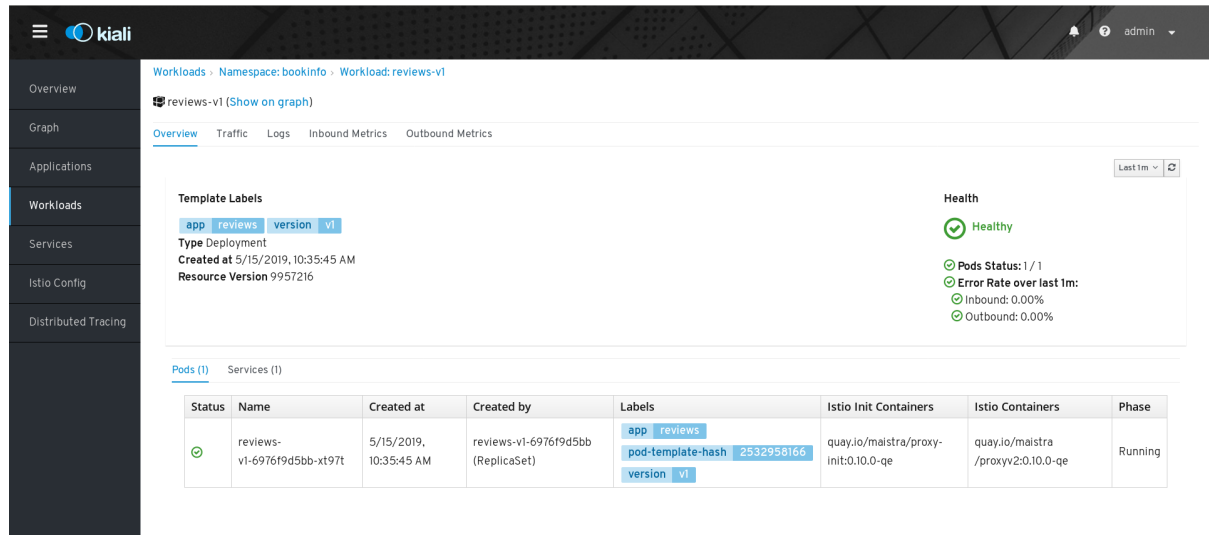 kiali
admin
Overview
Graph
Applications
Workloads
Services
Istio Config
Distributed Tracing
Workloads › Namespace: bookinfo › Workload: reviews-v1
reviews-v1 (Show on graph)
Overview Traffic Logs Inbound Metrics Outbound Metrics
Last 1m
Template Labels
app reviews version v1
Type Deployment
Created at 5/15/2019, 10:35:45 AM
Resource Version 9957216
Health
Healthy
Pods Status: 1 / 1
Error Rate over last 1m:
Inbound: 0.00%
Outbound: 0.00%
Pods (1) Services (1)
Status Name Created at Created by Labels Istio Init Containers Istio Containers Phase
reviews-
v1-6976f9d5bb-xt97t
5/15/2019,
10:35:45 AM
reviews-v1-6976f9d5bb
(ReplicaSet)
app reviews
pod-template-hash 2532958166
version v1
quay.io/maistra/proxy-
init:0.10.0-qe
quay.io/maistra
/proxyv2:0.10.0-qe
Running